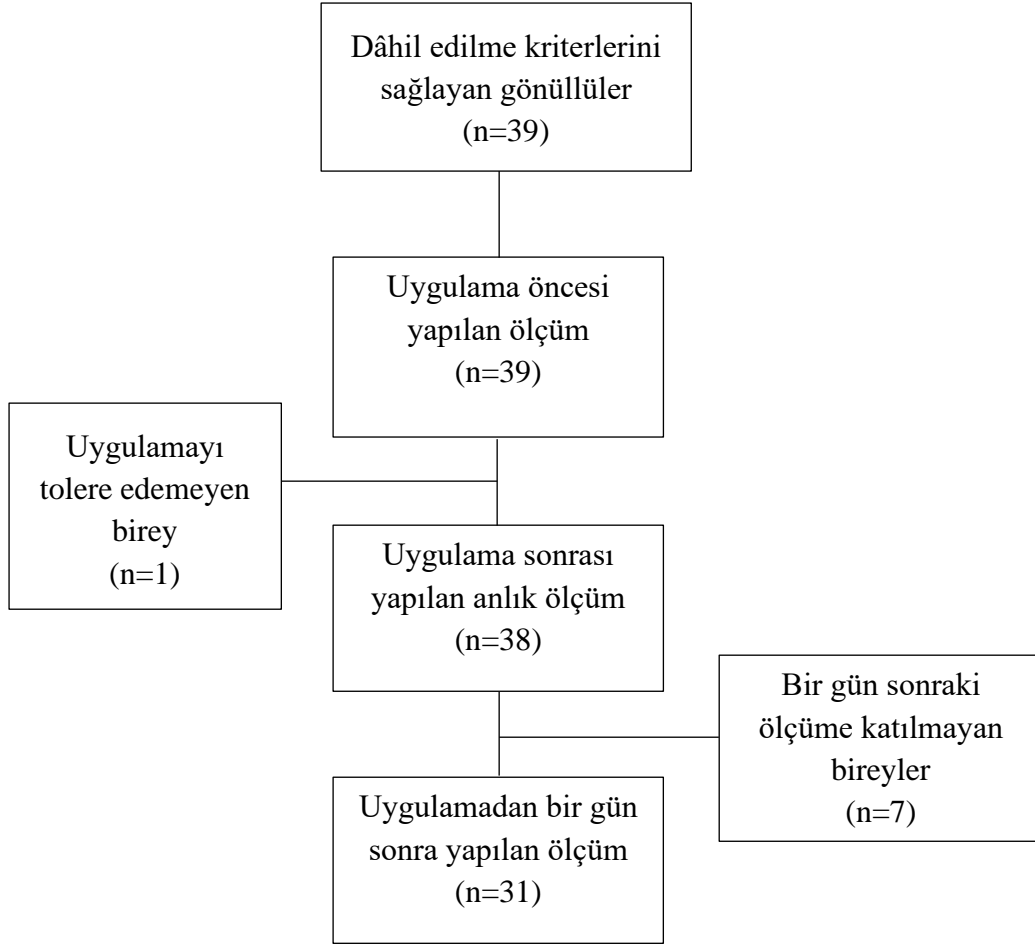 Dâhil edilme kriterlerini
sağlayan gönüllüler
(n=39)
Uygulama öncesi
yapılan ölçüm
(n=39)
Uygulamayı
tolere edemeyen
birey
(n=1)
Uygulama sonrası
yapılan anlık ölçüm
(n=38)
Bir gün sonraki
ölçüme katılmayan
bireyler
(n=7)
Uygulamadan bir gün
sonra yapılan ölçüm
(n=31)